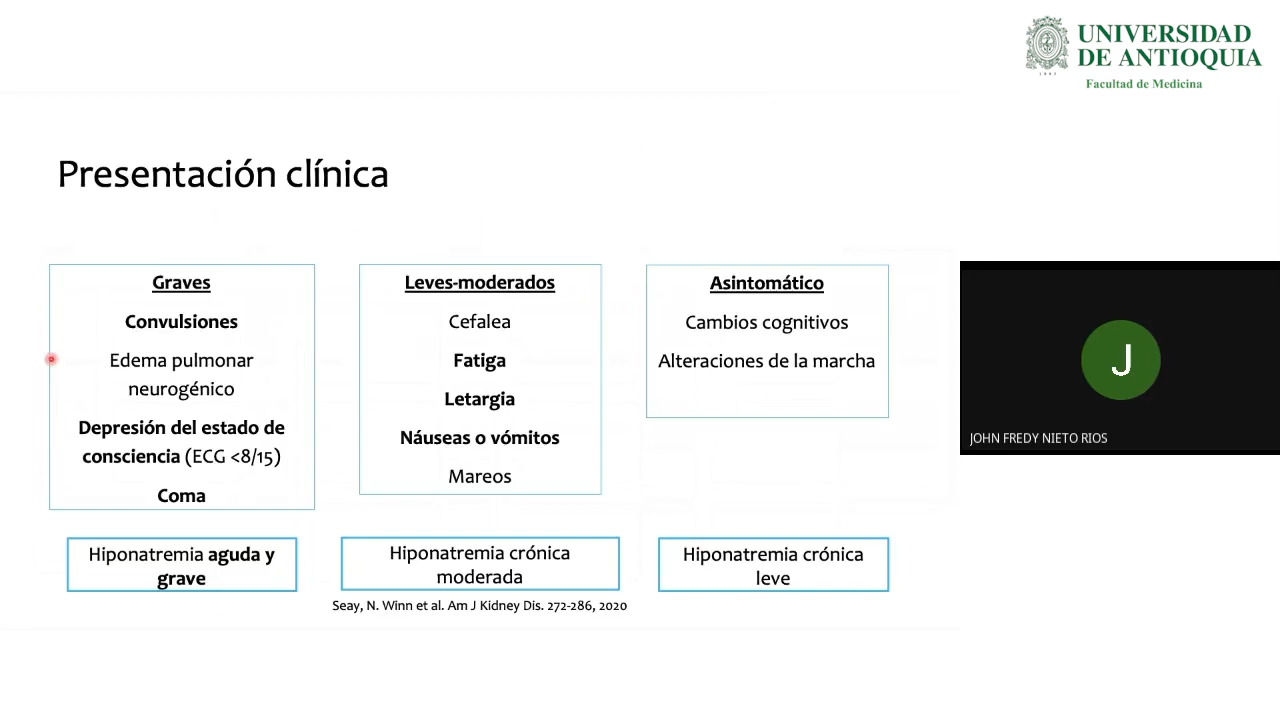 UNIVERSIDAD
DE ANTIOQUIA
1803
Facultad de Medicina
Presentación clínica
Graves
Convulsiones
Edema pulmonar
neurogénico
Depresión del estado de
consciencia (ECG <8/15)
Coma
Hiponatremia aguda y
grave
Leves-moderados
Cefalea
Fatiga
Letargia
Náuseas o vómitos
Mareos
Hiponatremia crónica
moderada
Asintomático
Cambios cognitivos
Alteraciones de la marcha
Hiponatremia crónica
leve
Seay, N. Winn et al. Am J Kidney Dis. 272-286, 2020
J
JOHN FREDY NIETO RIOS